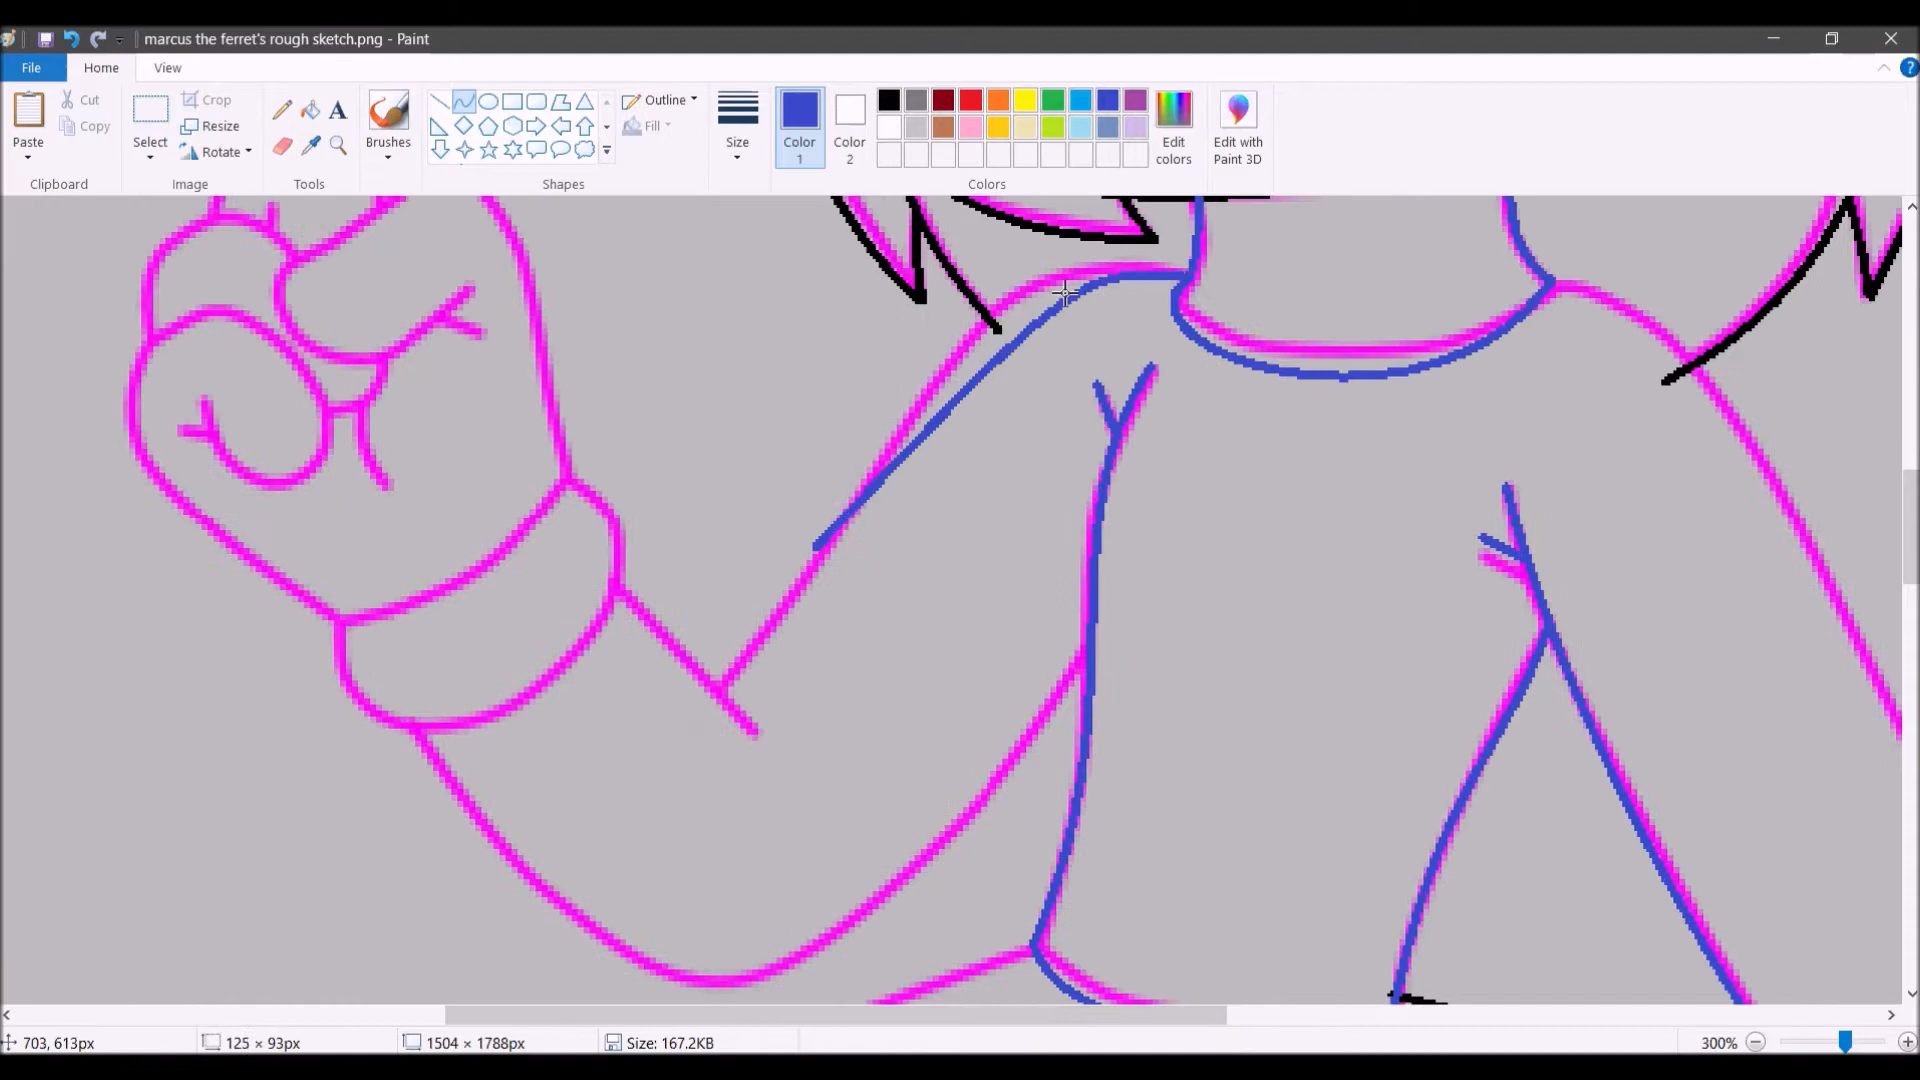 marcus the ferret's rough sketch.png - Paint
File
Home
View
Paste
Cut
Copy
Clipboard
Select
Crop
Resize
Rotate
Image
A
Tools
Brushes
Outline
Fill
Shapes
Size
Color
1
Color
2
Edit
colors
Edit with
Paint 3D
Colors
?
703, 613px
125 × 93px
1504 × 1788px
Size: 167.2KB
300%